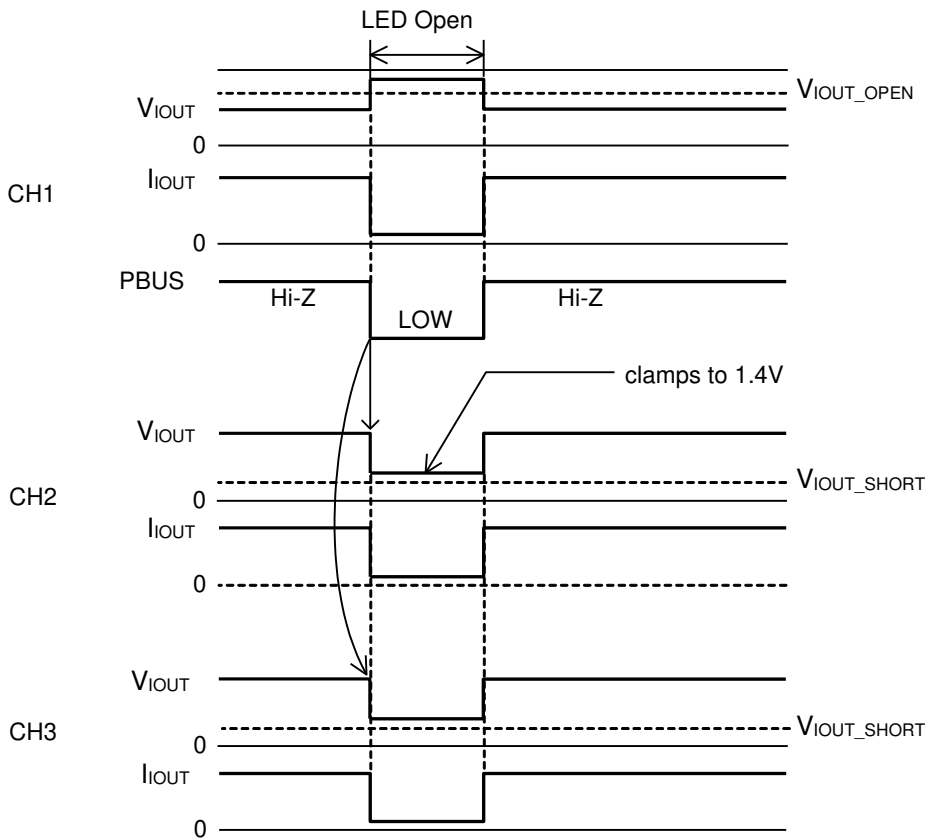 LED Open
VIOUT_OPEN
VIOUT
0
CH1
IIOUT
0
PBUS
Hi-Z
Hi-Z
LOW
clamps to 1.4V
VIOUT
VIOUT_SHORT
CH2
0
IIOUT
0
VIOUT
CH3
VIOUT_SHORT
0
IIOUT
0